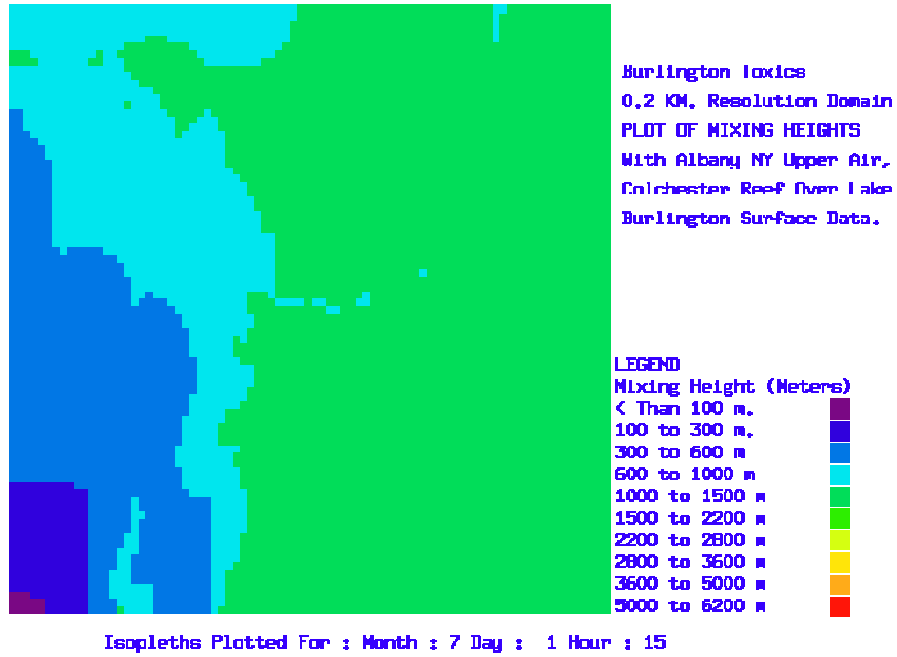 Burlington Toxics
0.2 KM. Resolution Domain
PLOT OF MIXING HEIGHTS
With Albany NY Upper Air,
Colchester Reef Over Lake
Burlington Surface Data.
LEGEND
Mixing Height (Meters)
< Than 100 m.
100 to 300 m.
300 to 600 m
600 to 1000 m
1000 to 1500 m
1500 to 2200 m
2200 to 2800 m
2800 to 3600 m
3600 to 5000 m
5000 to 6200 m
Isopleths Plotted For : Month : 7 Day :  1 Hour : 15